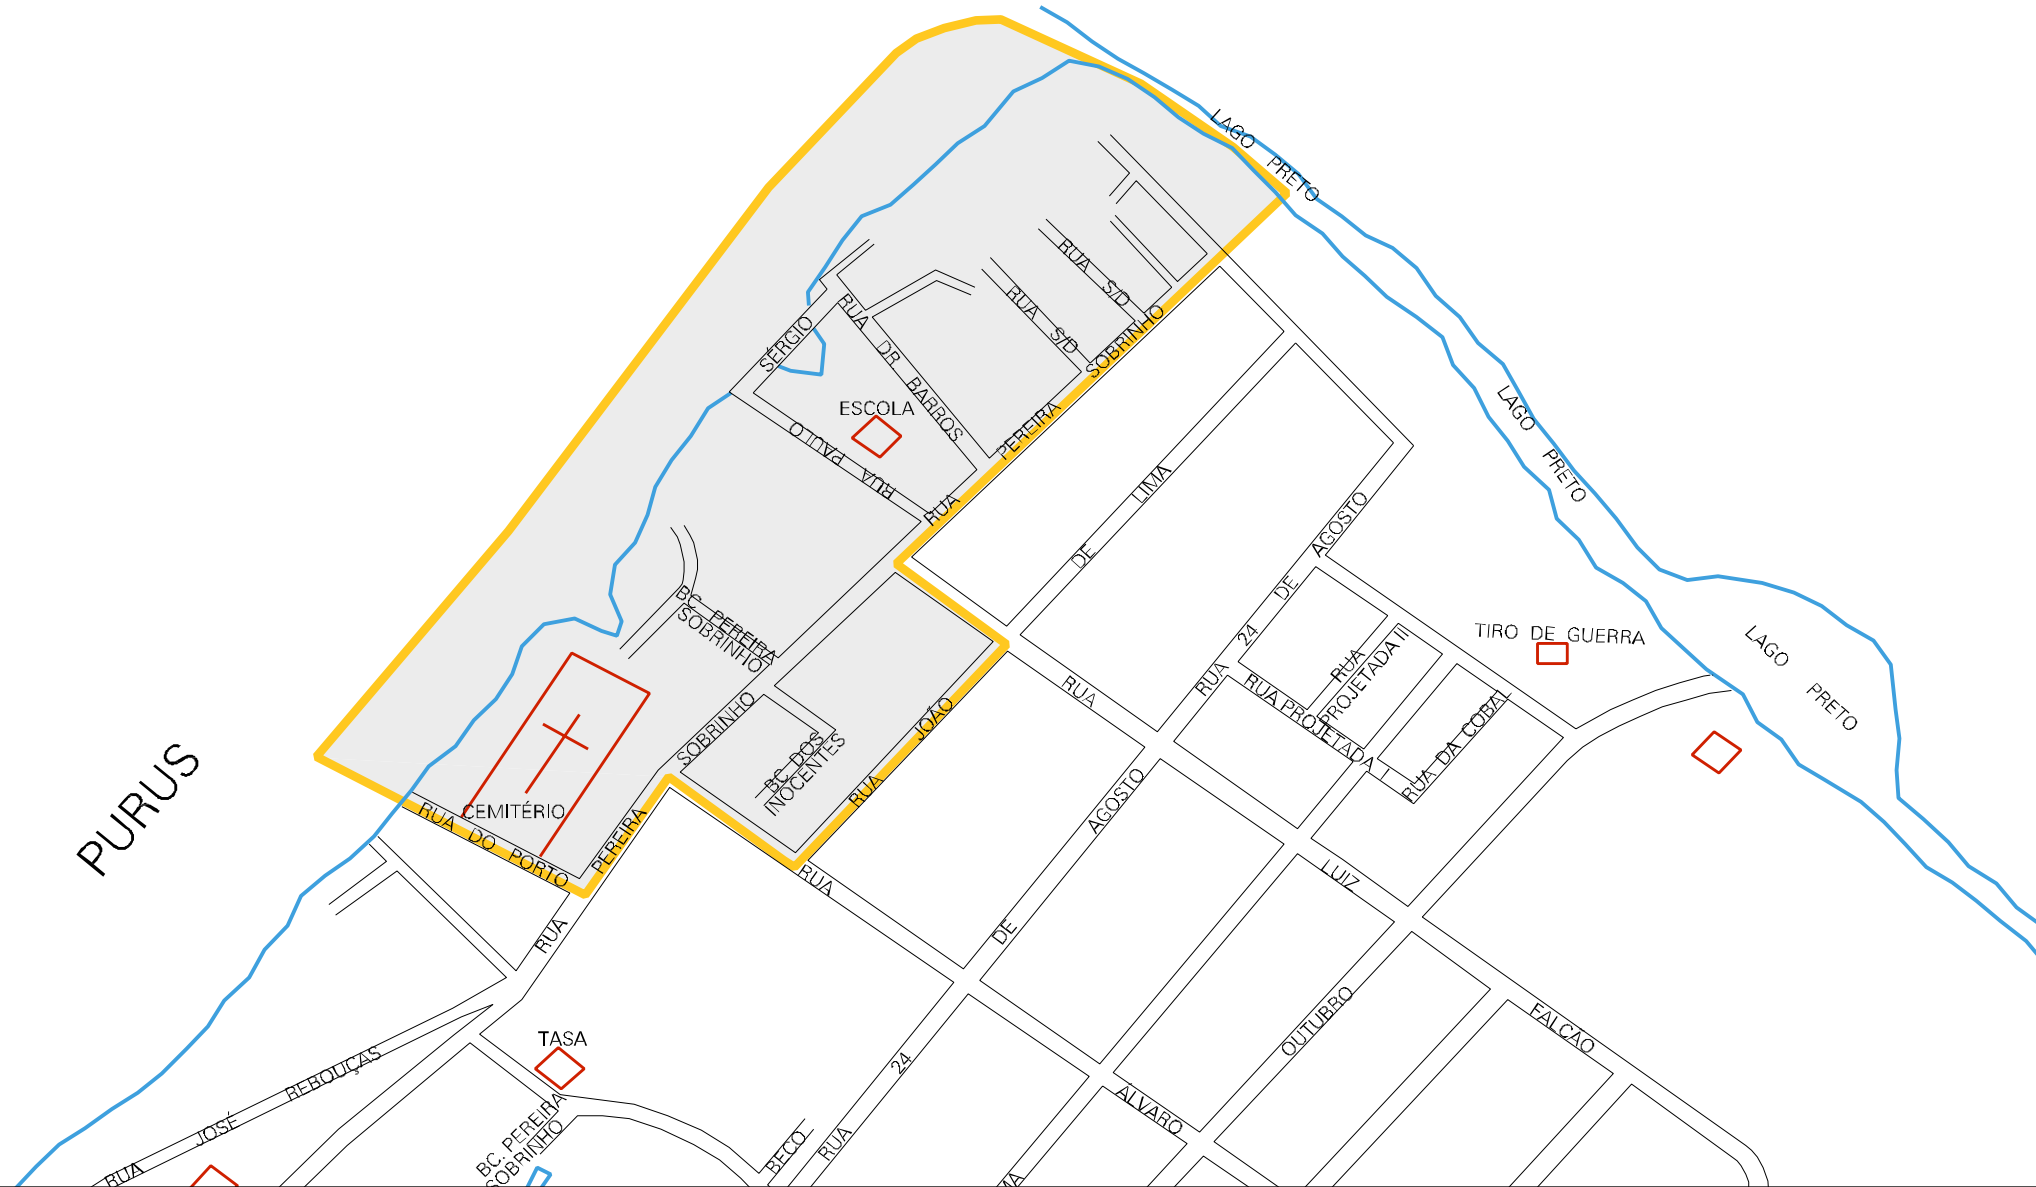 LAGO PRETO
RUA S/D
RUA S/D
SÉRGIO
RUA DR BARROS
ESCOLA
RUA PAULO
RUA PEREIRA SOBRINHO
LAGO PRETO
DE LIMA
RUA 24 DE AGOSTO
BC. PEREIRA
SOBRINHO
TIRO DE GUERRA
LAGO PRETO
RUA
PROJETADA II
RUA PROJETADA I
RUA DA COBAL
RUA
RUA JOÃO
BC DOS
INOCENTES
PURUS
CEMITÉRIO
RUA DO PORTO
RUA PEREIRA SOBRINHO
RUA
LUIZ
FALCAO
RUA 24 DE AGOSTO
OUTUBRO
ÁLVARO
TASA
RUA JOSÉ REBOUÇAS
BC. PEREIRA
SOBRINHO
BECO
MA